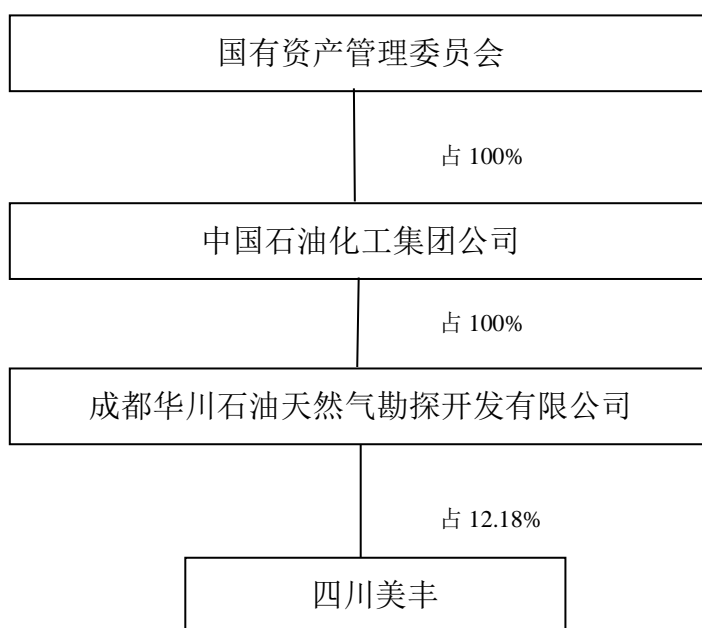 国有资产管理委员会
占 100%
中国石油化工集团公司
占 100%
成都华川石油天然气勘探开发有限公司
占 12.18%
四川美丰